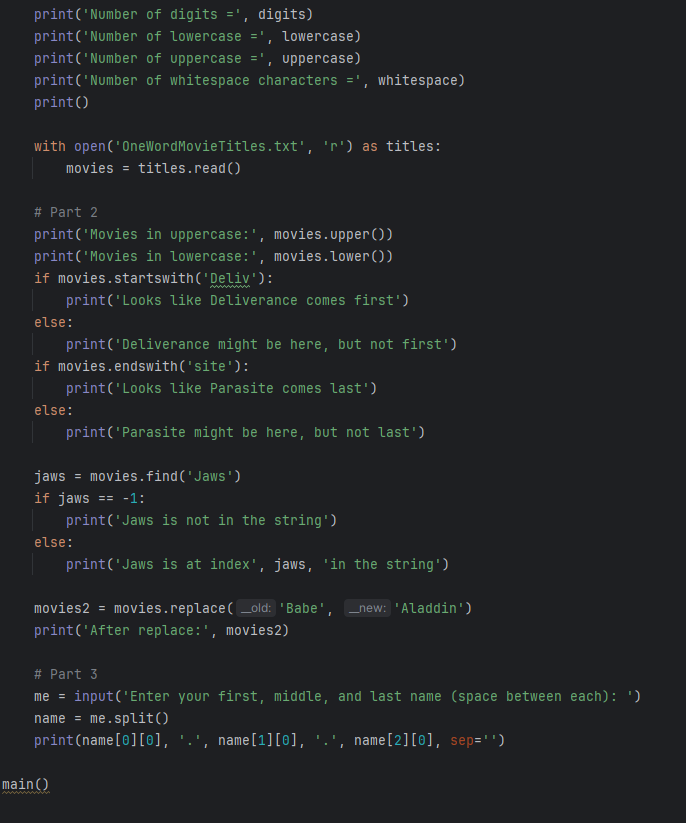 print('Number of digits =', digits)
print('Number of lowercase =', lowercase)
print('Number of uppercase =', uppercase)
print('Number of whitespace characters =', whitespace)
print()
with open('OneWordMovieTitles.txt', 'r') as titles:
movies = titles.read()
# Part 2
print('Movies in uppercase:', movies.upper())
print('Movies in lowercase:', movies.lower())
if movies.startswith('Deliv'):
print('Looks like Deliverance comes first')
else:
print('Deliverance might be here, but not first')
if movies.endswith('site'):
print('Looks like Parasite comes last')
else:
print('Parasite might be here, but not last')
jaws = movies.find('Jaws')
if jaws == -1:
print('Jaws is not in the string')
else:
print('Jaws is at index', jaws, 'in the string')
movies2 = movies.replace( __old: 'Babe', __new: 'Aladdin')
print('After replace:', movies2)
# Part 3
me = input('Enter your first, middle, and last name (space between each): ')
name = me.split()
print(name[0][0], '.', name[1][0], '.', name[2][0], sep='')
main()